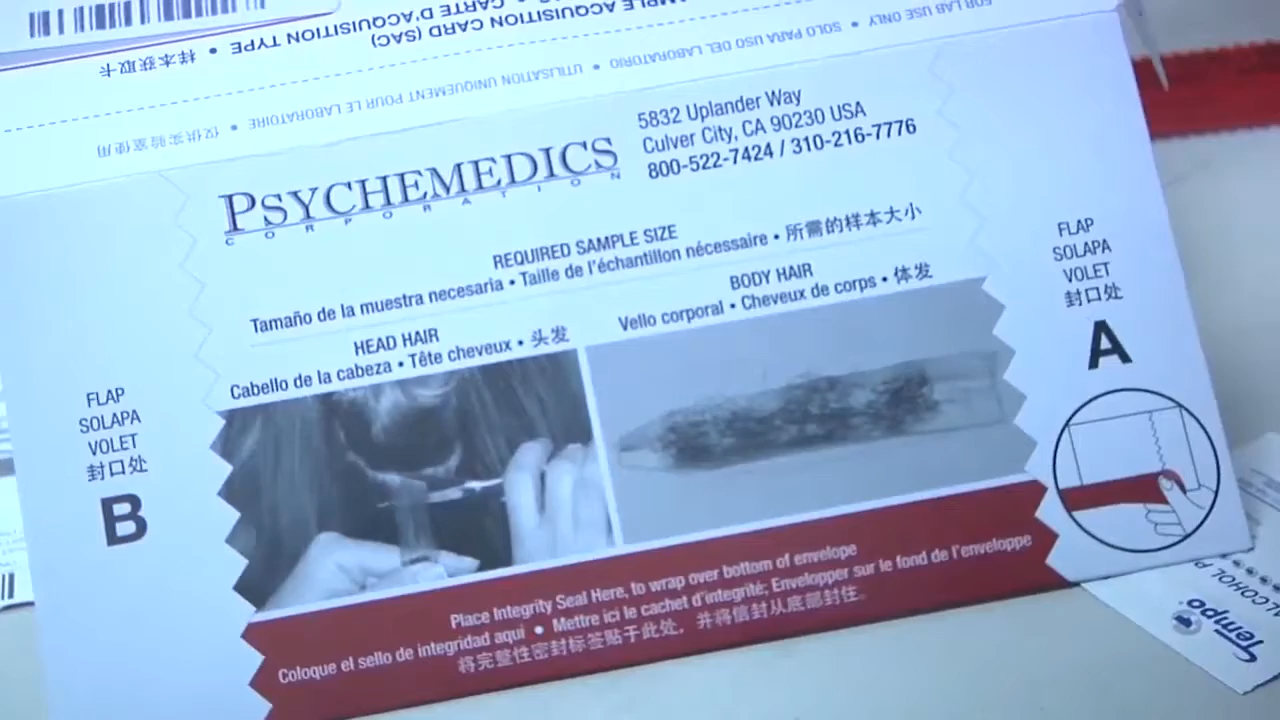 SAMPLE ACQUISITION CARD (SAC)
样本获取卡 • CARTE D'ACQUISITION TYPE
仅供实验室使用 • UTILISATION UNIQUEMENT POUR LE LABORATOIRE • SOLO PARA USO DEL LABORATORIO • FOR LAB USE ONLY
PSYCHEMEDICS
CORPORATION
5832 Uplander Way
Culver City, CA 90230 USA
800-522-7424 / 310-216-7776
REQUIRED SAMPLE SIZE
Tamaño de la muestra necesaria • Taille de l'échantillon nécessaire • 所需的样本大小
HEAD HAIR
Cabello de la cabeza • Tête cheveux • 头发
BODY HAIR
Vello corporal • Cheveux de corps • 体发
FLAP
SOLAPA
VOLET
封口处
B
FLAP
SOLAPA
VOLET
封口处
A
Place Integrity Seal Here, to wrap over bottom of envelope
Coloque el sello de integridad aqui • Mettre ici le cachet d'integrité; Envelopper sur le fond de l'enveloppe
将完整性密封标签贴于此处，并将信封从底部封住。
Tempo
ALCOHOL